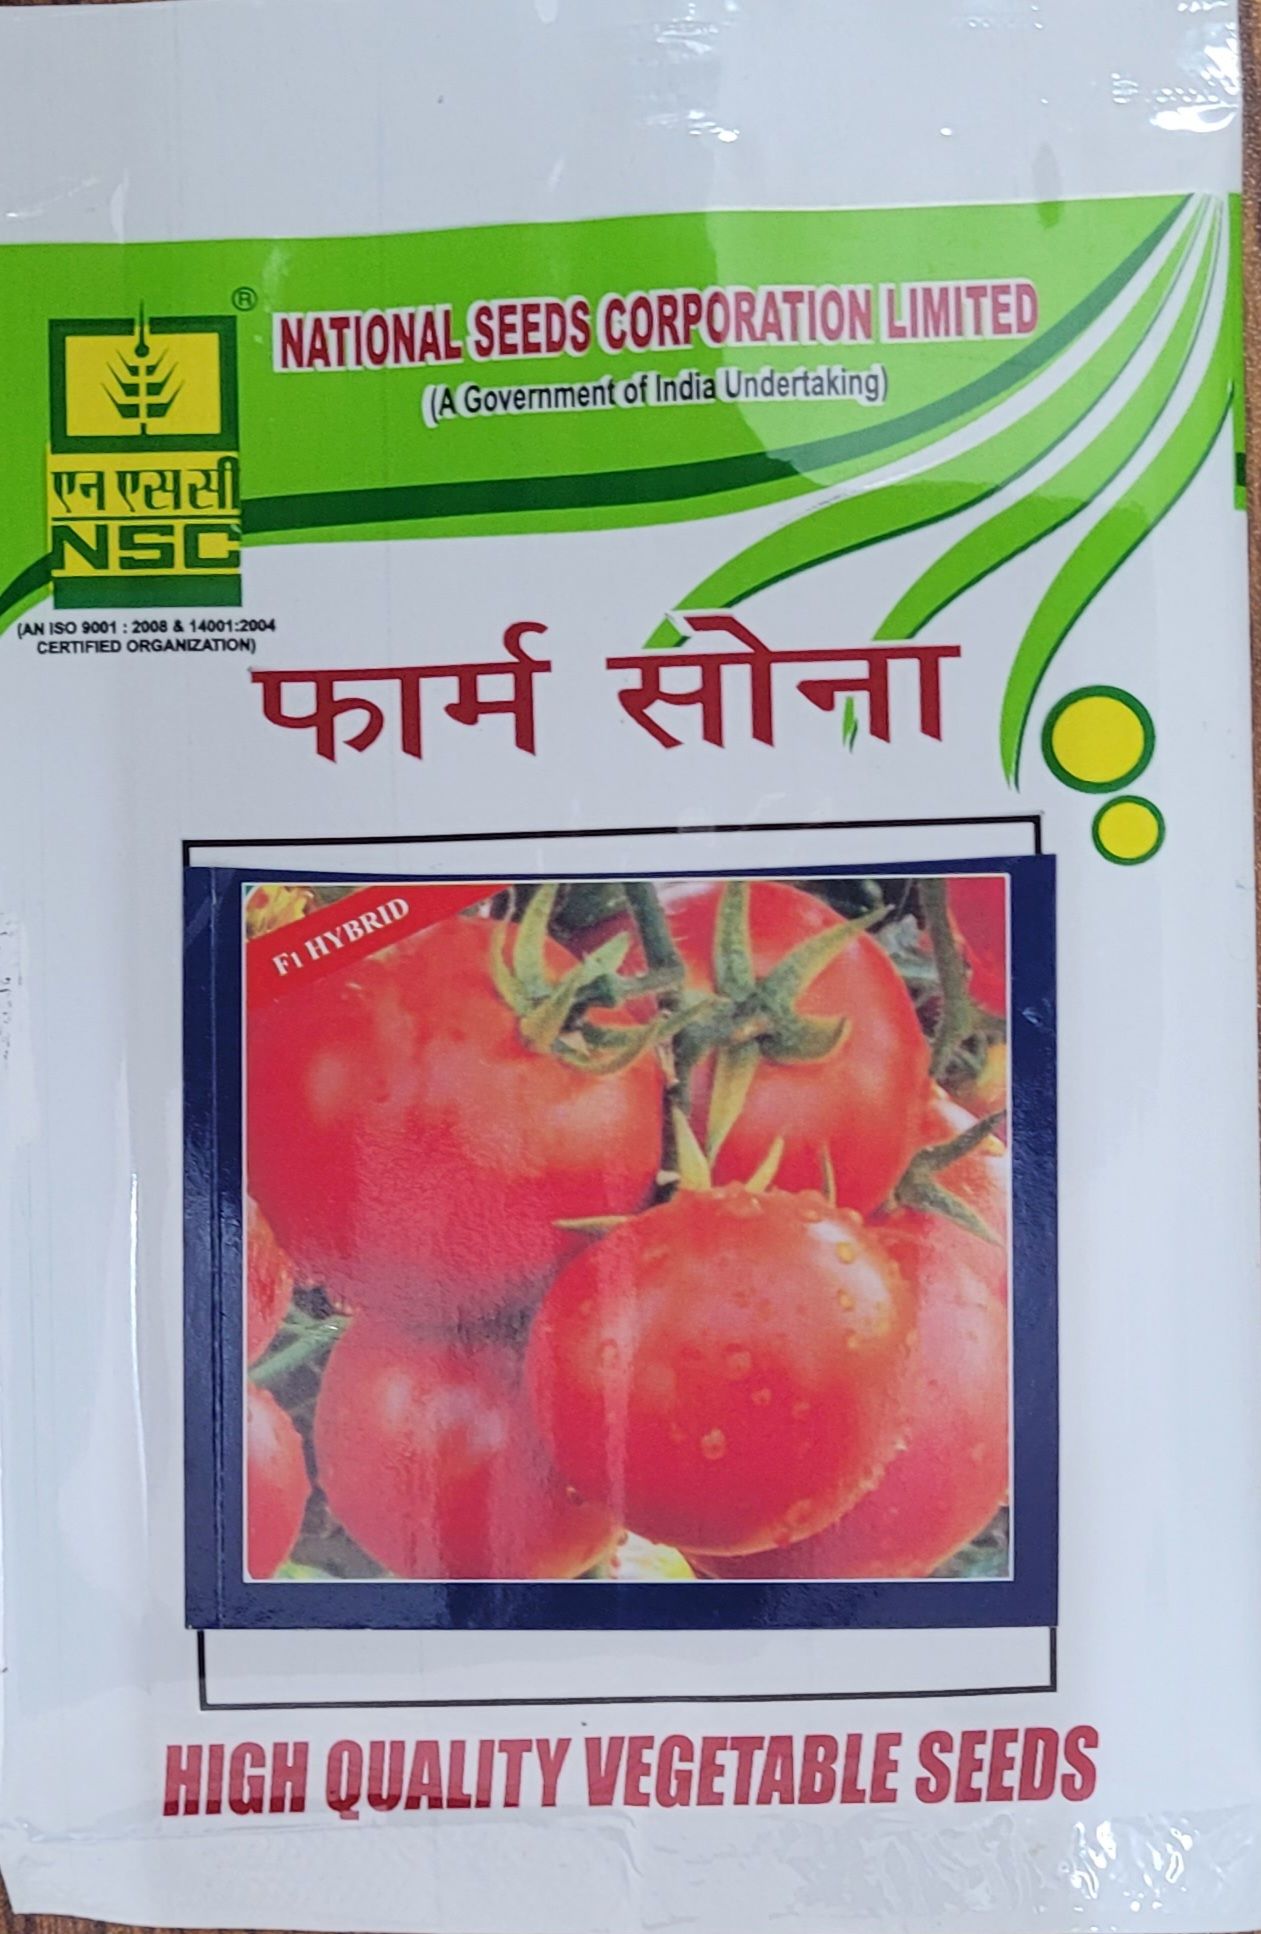 ®
NATIONAL SEEDS CORPORATION LIMITED
(A Government of India Undertaking)
एन एस सी
NSC
(AN ISO 9001 : 2008 & 14001:2004
CERTIFIED ORGANIZATION)
फार्म सोना
F1 HYBRID
HIGH QUALITY VEGETABLE SEEDS